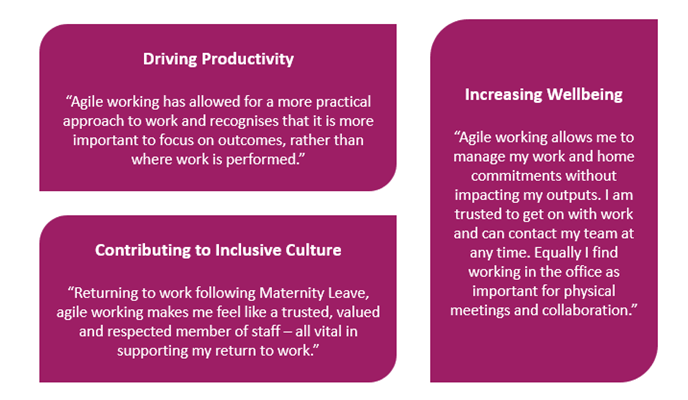 Driving Productivity
“Agile working has allowed for a more practical
approach to work and recognises that it is more
important to focus on outcomes, rather than
where work is performed.”
Contributing to Inclusive Culture
“Returning to work following Maternity Leave,
agile working makes me feel like a trusted, valued
and respected member of staff – all vital in
supporting my return to work.”
Increasing Wellbeing
“Agile working allows me to
manage my work and home
commitments without
impacting my outputs. I am
trusted to get on with work
and can contact my team at
any time. Equally I find
working in the office as
important for physical
meetings and collaboration.”